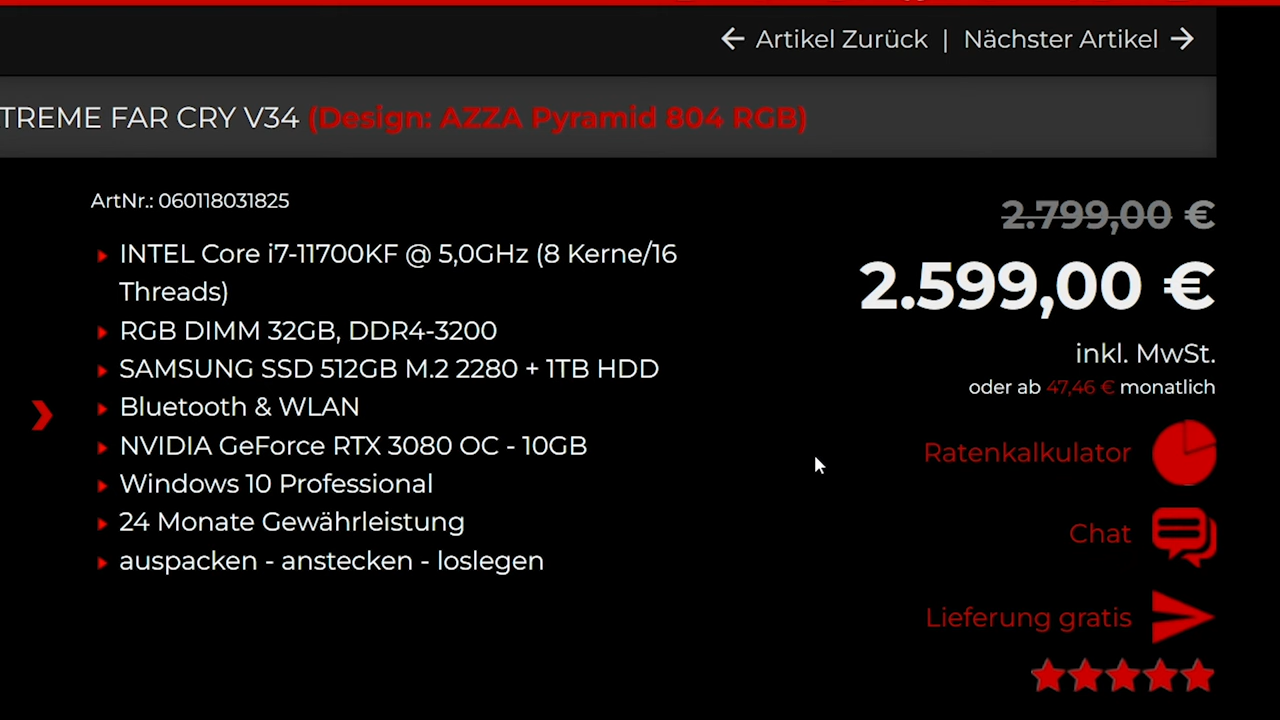 ← Artikel Zurück | Nächster Artikel →
TREME FAR CRY V34 (Design: AZZA Pyramid 804 RGB)
ArtNr.: 060118031825
INTEL Core i7-11700KF @ 5,0GHz (8 Kerne/16
Threads)
RGB DIMM 32GB, DDR4-3200
SAMSUNG SSD 512GB M.2 2280 + 1TB HDD
Bluetooth & WLAN
NVIDIA GeForce RTX 3080 OC - 10GB
Windows 10 Professional
24 Monate Gewährleistung
auspacken - anstecken - loslegen
2.799,00 €
2.599,00 €
inkl. MwSt.
oder ab 47,46 € monatlich
Ratenkalkulator
Chat
Lieferung gratis